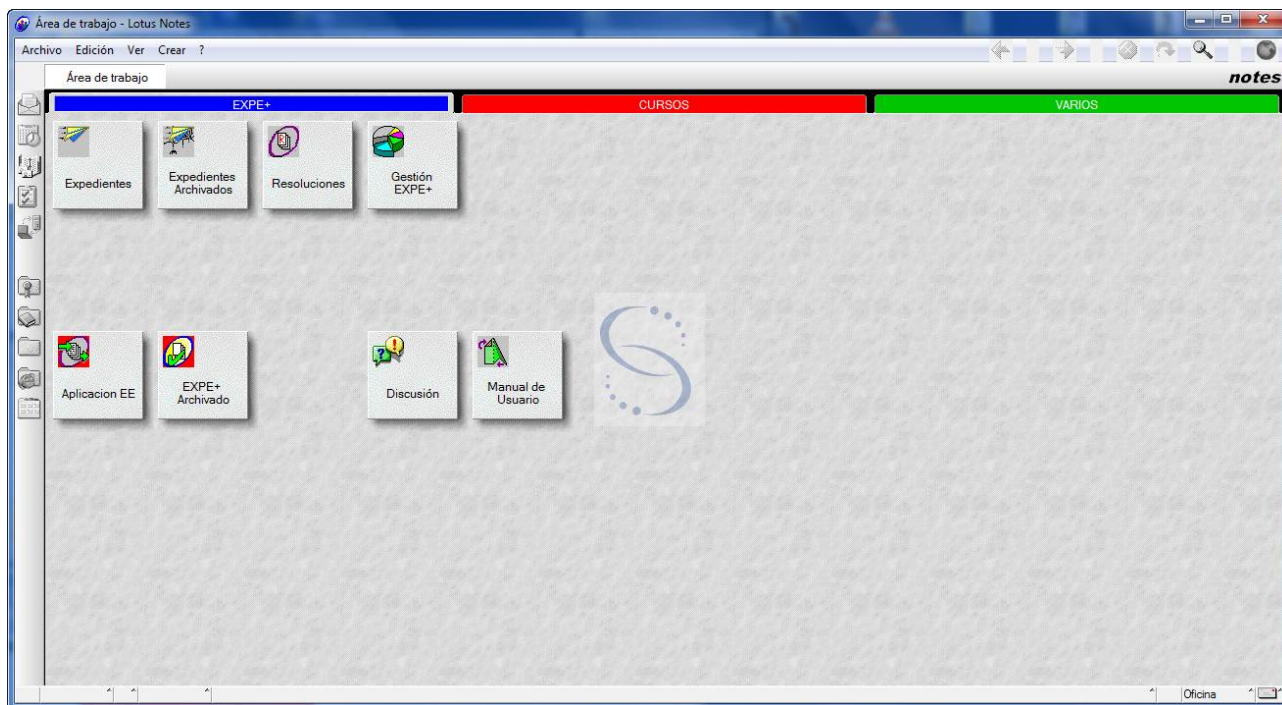 Área de trabajo - Lotus Notes
Archivo Edición Ver Crear ?
Área de trabajo
notes
EXPE+
CURSOS
VARIOS
Expedientes
Expedientes
Archivados
Resoluciones
Gestión
EXPE+
Aplicacion EE
EXPE+
Archivado
Discusión
Manual de
Usuario
Oficina